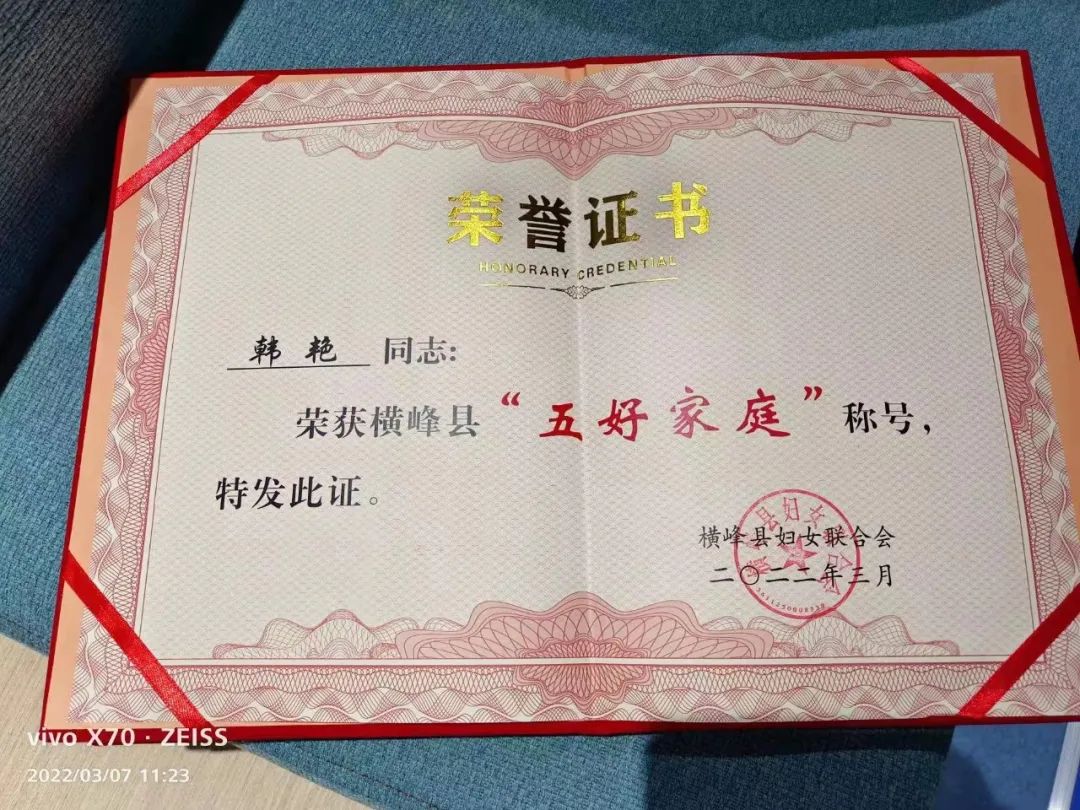 荣誉证书
HONORARY CREDENTIAL
韩艳 同志:
荣获横峰县“五好家庭”称号，
特发此证。
横峰县妇女联合会
二〇二二年三月
vivo X70 · ZEISS
2022/03/07 11:23